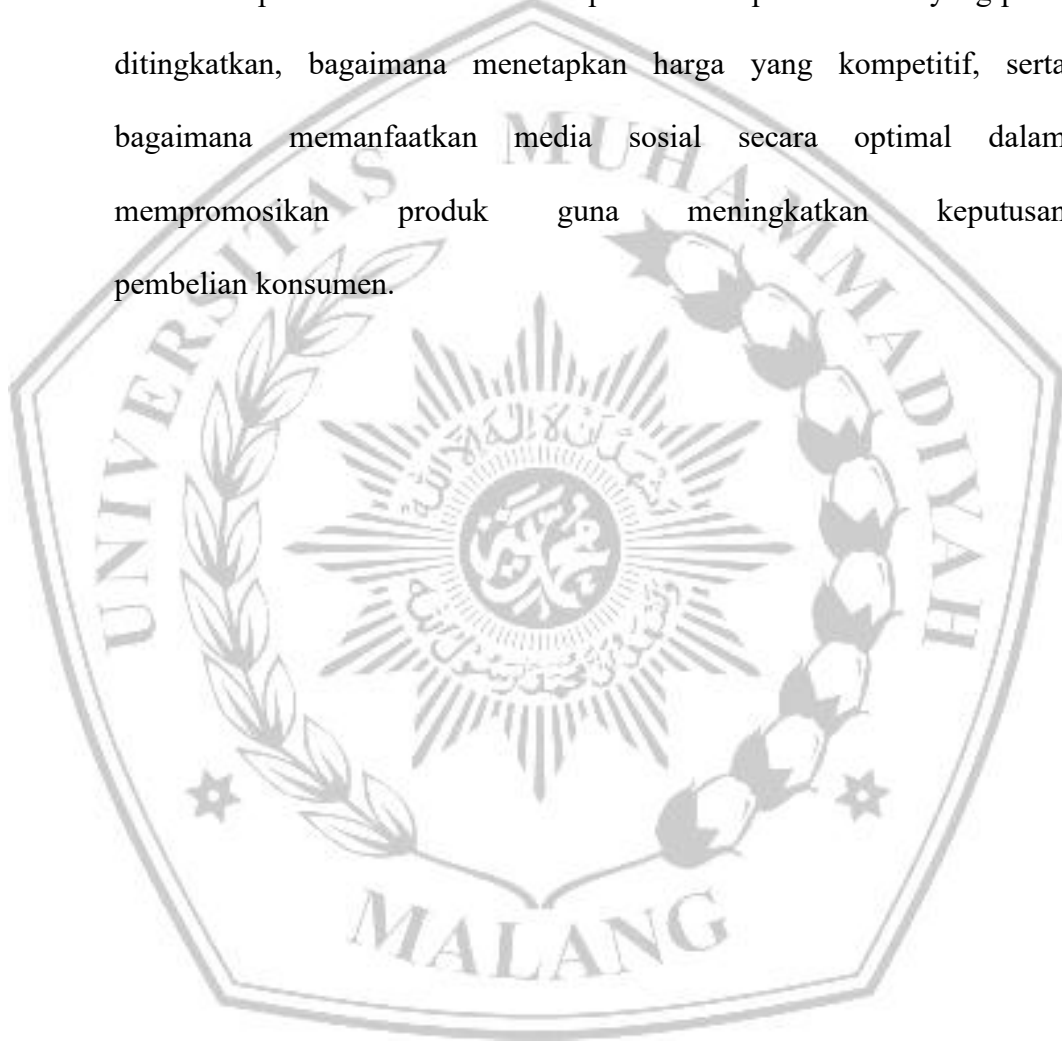 ditingkatkan, bagaimana menetapkan harga yang kompetitif, serta
bagaimana memanfaatkan media sosial secara optimal dalam
mempromosikan produk guna meningkatkan keputusan
pembelian konsumen.
UNIVERSITAS MUHAMMADIYAH
MALANG